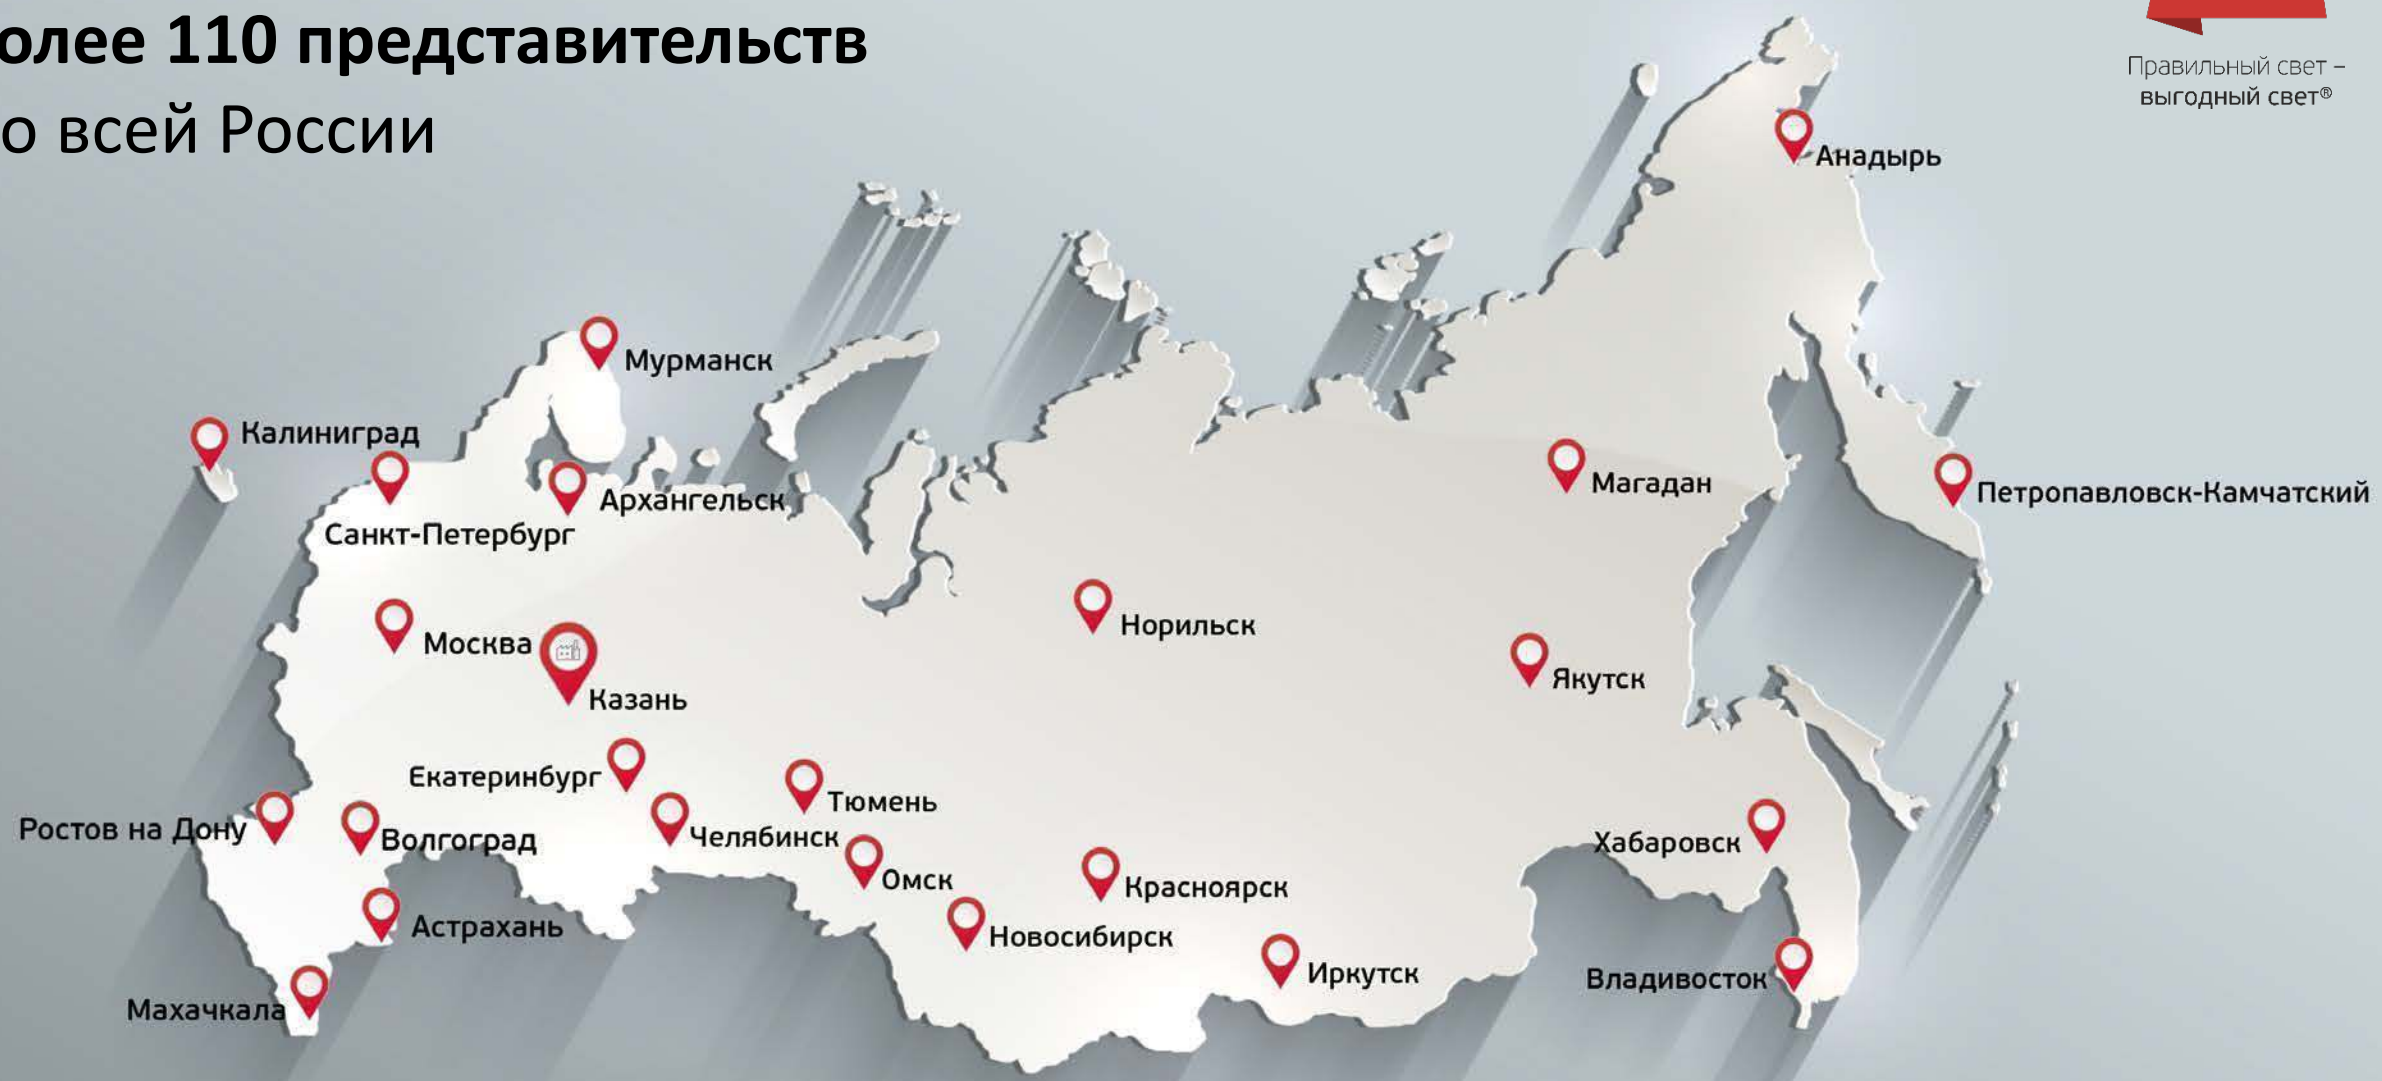 олее 110 представительств
о всей России
Правильный свет –
выгодный свет®
Анадырь
Мурманск
Калиниград
Архангельск
Санкт-Петербург
Магадан
Петропавловск-Камчатский
Москва
Норильск
Казань
Якутск
Екатеринбург
Тюмень
Ростов на Дону
Волгоград
Челябинск
Хабаровск
Омск
Красноярск
Астрахань
Новосибирск
Иркутск
Владивосток
Махачкала